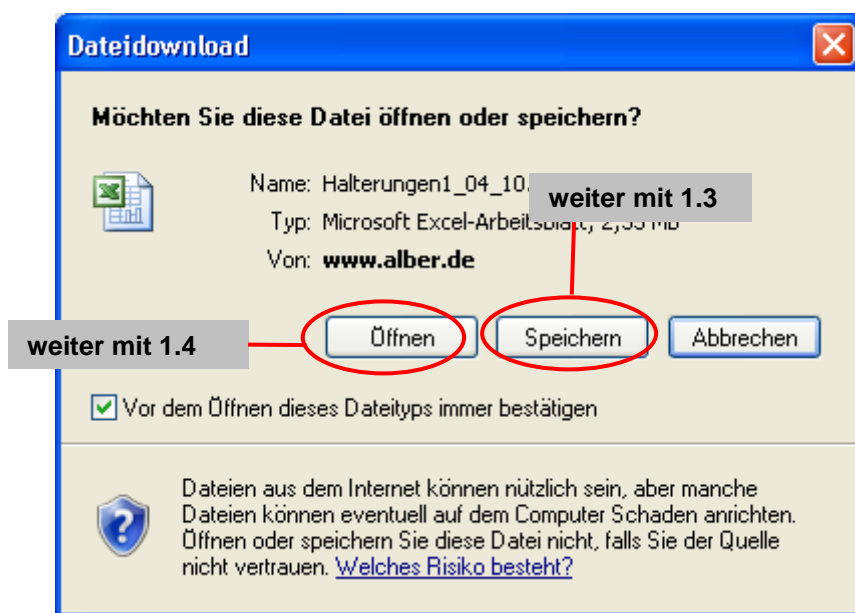 Dateidownload
Möchten Sie diese Datei öffnen oder speichern?
Name: Halterungen1_04_10.
weiter mit 1.3
Typ: Microsoft Excel-Arbeitsblatt, 2,55 MB
Von: www.alber.de
Öffnen Speichern Abbrechen
weiter mit 1.4
Vor dem Öffnen dieses Dateityps immer bestätigen
Dateien aus dem Internet können nützlich sein, aber manche
Dateien können eventuell auf dem Computer Schaden anrichten.
Öffnen oder speichern Sie diese Datei nicht, falls Sie der Quelle
nicht vertrauen. Welches Risiko besteht?